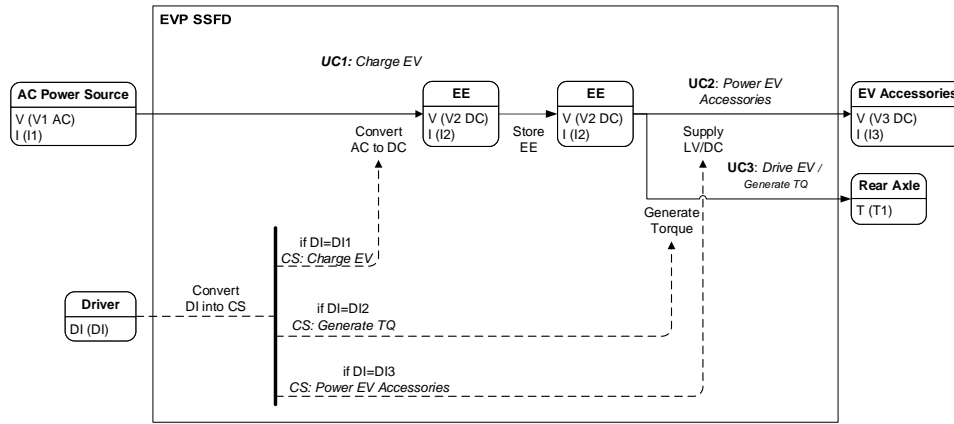 EVP SSFD
UC1: Charge EV
AC Power Source
V (V1 AC)
I (I1)
Convert
AC to DC
EE
V (V2 DC)
I (I2)
Store
EE
EE
V (V2 DC)
I (I2)
UC2: Power EV
Accessories
Supply
LV/DC
EV Accessories
V (V3 DC)
I (I3)
UC3: Drive EV /
Generate TQ
Rear Axle
T (T1)
Generate
Torque
Driver
DI (DI)
Convert
DI into CS
if DI=DI1
CS: Charge EV
if DI=DI2
CS: Generate TQ
if DI=DI3
CS: Power EV Accessories